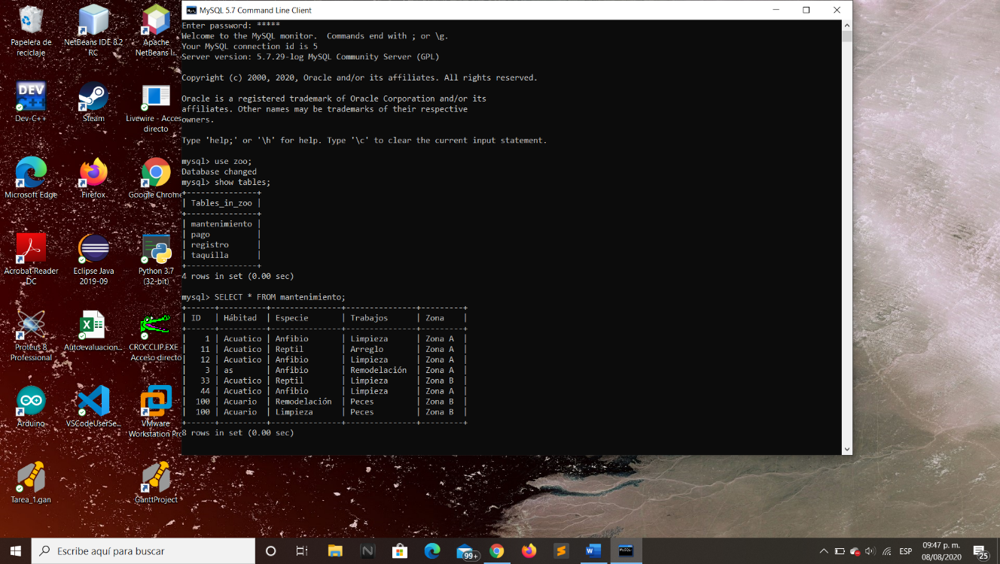 MySQL 5.7 Command Line Client
Enter password: *****
Welcome to the MySQL monitor.  Commands end with ; or \g.
Your MySQL connection id is 5
Server version: 5.7.29-log MySQL Community Server (GPL)
Copyright (c) 2000, 2020, Oracle and/or its affiliates. All rights reserved.
Oracle is a registered trademark of Oracle Corporation and/or its
affiliates. Other names may be trademarks of their respective
owners.
Type 'help;' or '\h' for help. Type '\c' to clear the current input statement.
mysql> use zoo;
Database changed
mysql> show tables;
+---------------+
| Tables_in_zoo |
+---------------+
| mantenimiento |
| pago          |
| registro      |
| taquilla      |
+---------------+
4 rows in set (0.00 sec)
mysql> SELECT * FROM mantenimiento;
+------+----------+--------------+--------------+--------+
| ID   | Hábitad  | Especie      | Trabajos     | Zona   |
+------+----------+--------------+--------------+--------+
|    1 | Acuatico | Anfibio      | Limpieza     | Zona A |
|   11 | Acuatico | Reptil       | Arreglo      | Zona A |
|   12 | Acuatico | Anfibio      | Limpieza     | Zona A |
|    3 | as       | Anfibio      | Remodelación | Zona A |
|   33 | Acuatico | Reptil       | Limpieza     | Zona B |
|   44 | Acuatico | Anfibio      | Limpieza     | Zona A |
|  100 | Acuario  | Remodelación | Peces        | Zona B |
|  100 | Acuario  | Limpieza     | Peces        | Zona B |
+------+----------+--------------+--------------+--------+
8 rows in set (0.00 sec)
Papelera de
reciclaje
NetBeans IDE 8.2
RC
Apache
NetBeans I...
DEV
Dev-C++
Steam
Livewire - Acces
directo
Microsoft Edge
Firefox
Google Chrome
Acrobat Reader
DC
Eclipse Java
2019-09
Python 3.7
(32-bit)
Proteus 8
Professional
Autoevaluacion...
CROCCLIP.EXE -
Acceso directo
Arduino
VSCodeUserSe...
VMware
Workstation Pro
Tarea_1.gan
GanttProject
Escribe aquí para buscar
99+
ESP
09:47 p. m.
08/08/2020
25